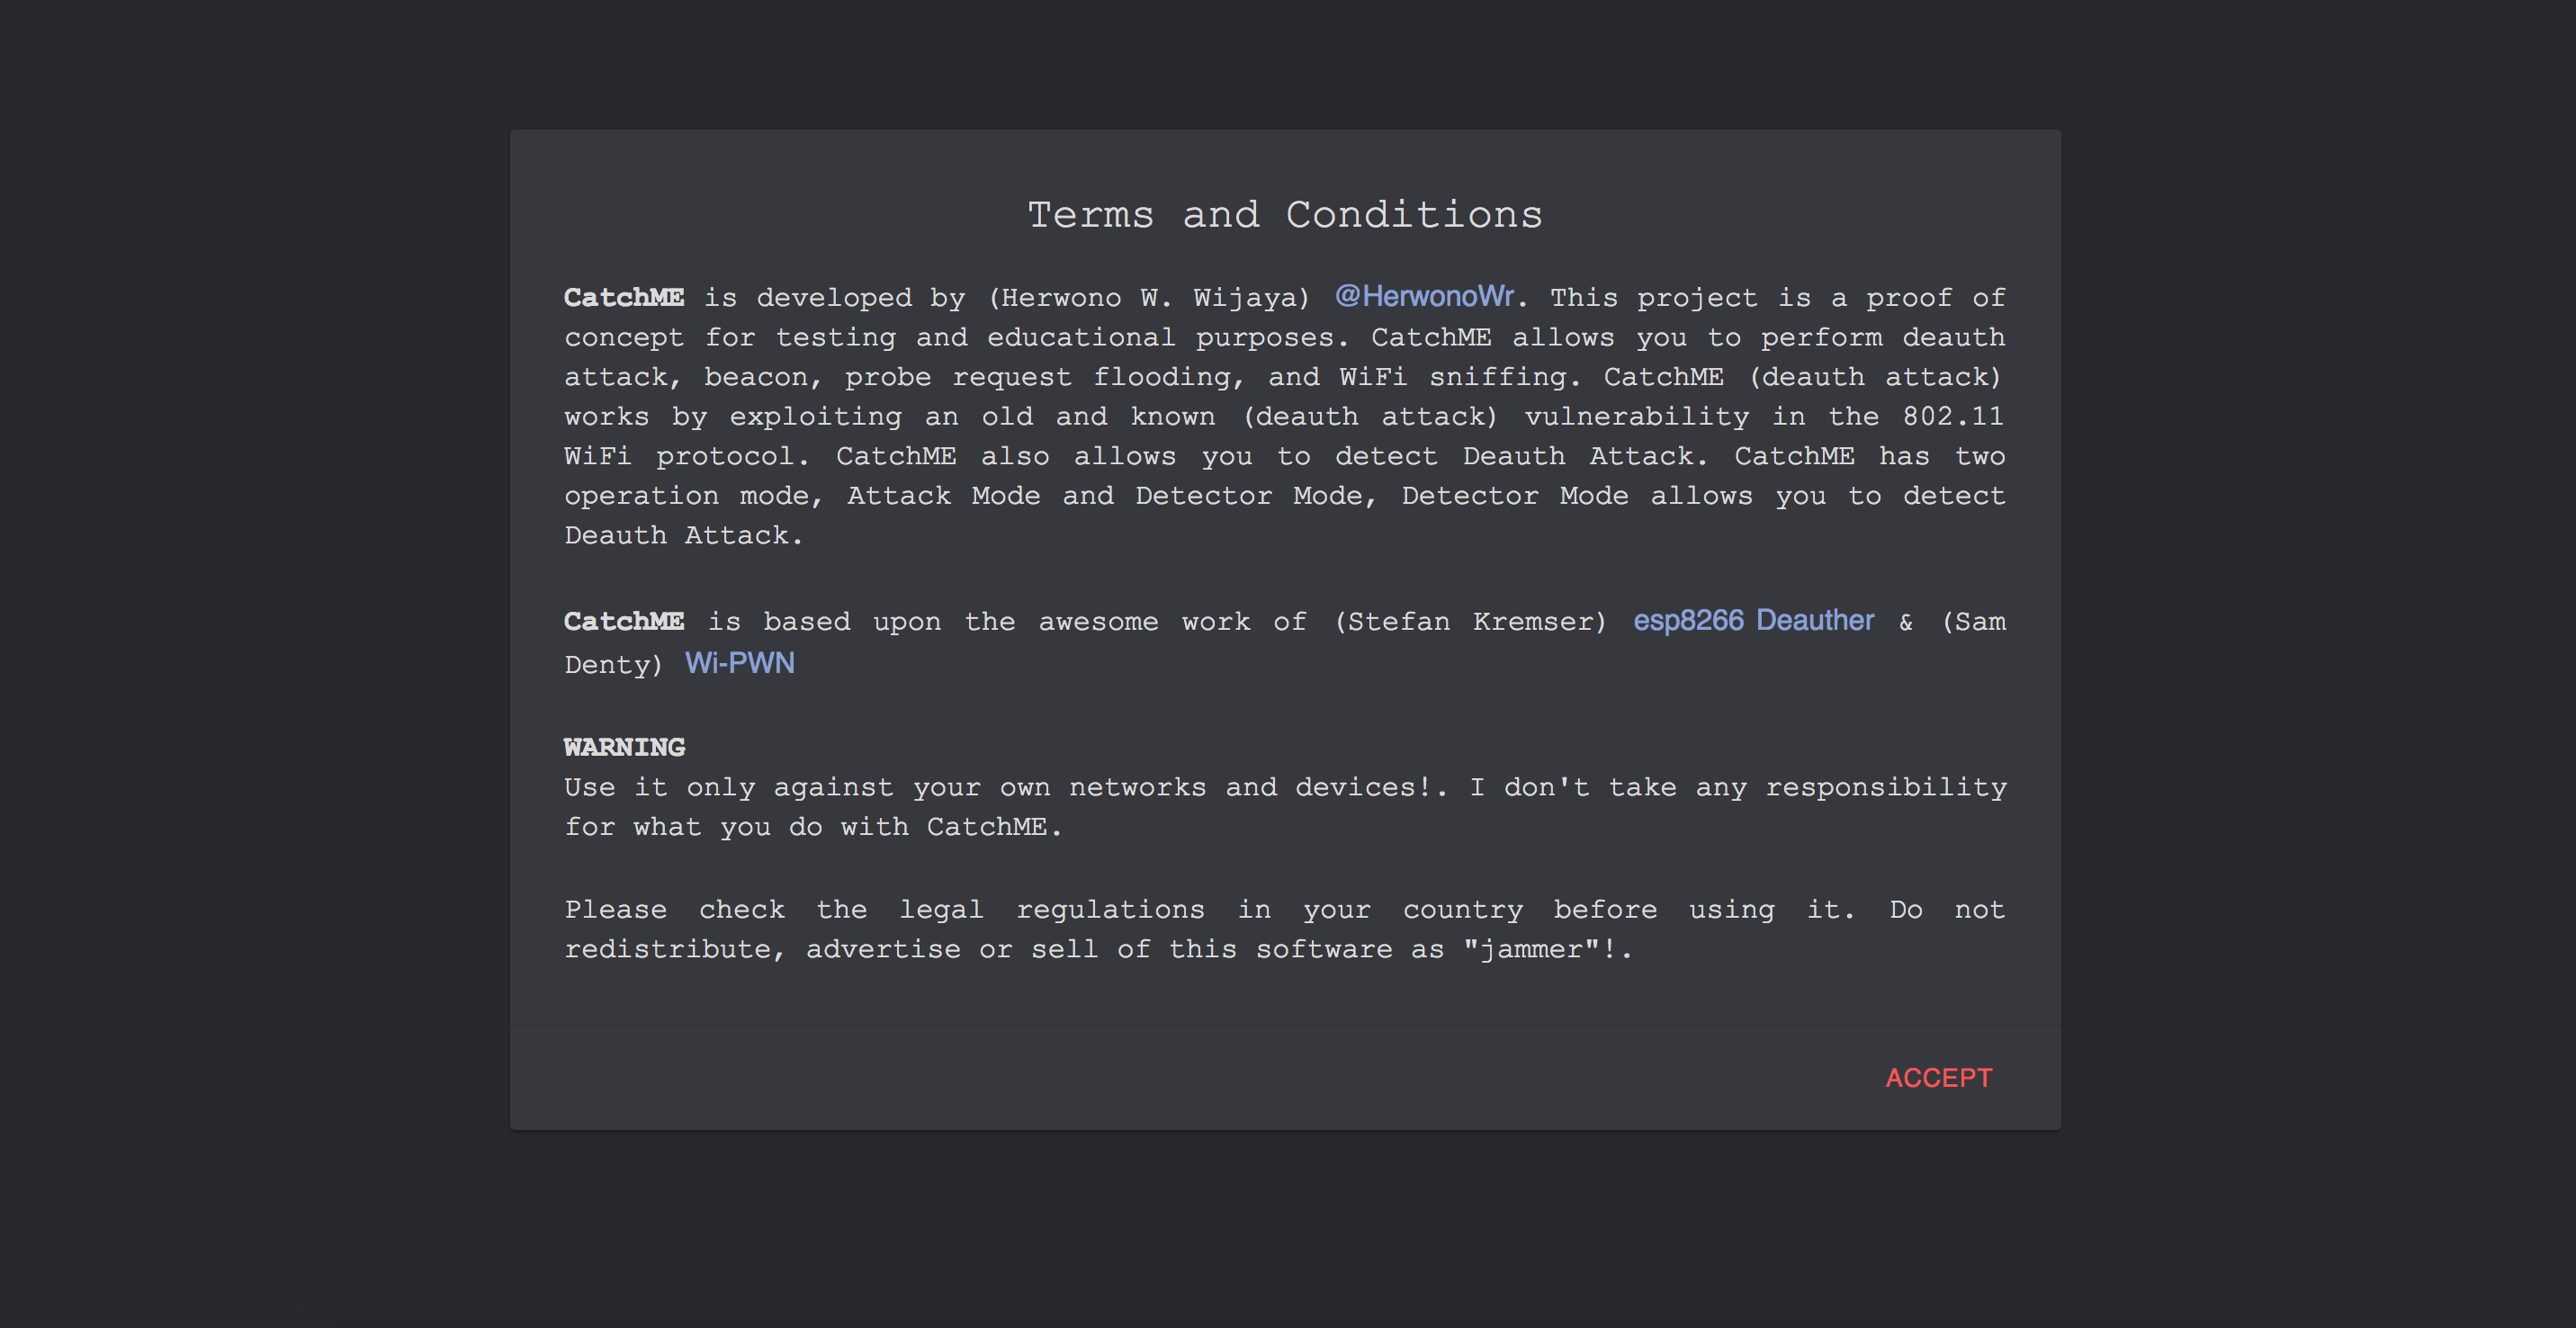 Terms and Conditions
CatchME is developed by (Herwono W. Wijaya) @HerwonoWr. This project is a proof of
concept for testing and educational purposes. CatchME allows you to perform deauth
attack, beacon, probe request flooding, and WiFi sniffing. CatchME (deauth attack)
works by exploiting an old and known (deauth attack) vulnerability in the 802.11
WiFi protocol. CatchME also allows you to detect Deauth Attack. CatchME has two
operation mode, Attack Mode and Detector Mode, Detector Mode allows you to detect
Deauth Attack.
CatchME is based upon the awesome work of (Stefan Kremser) esp8266 Deauther & (Sam
Denty) Wi-PWN
WARNING
Use it only against your own networks and devices!. I don't take any responsibility
for what you do with CatchME.
Please check the legal regulations in your country before using it. Do not
redistribute, advertise or sell of this software as "jammer"!.
ACCEPT